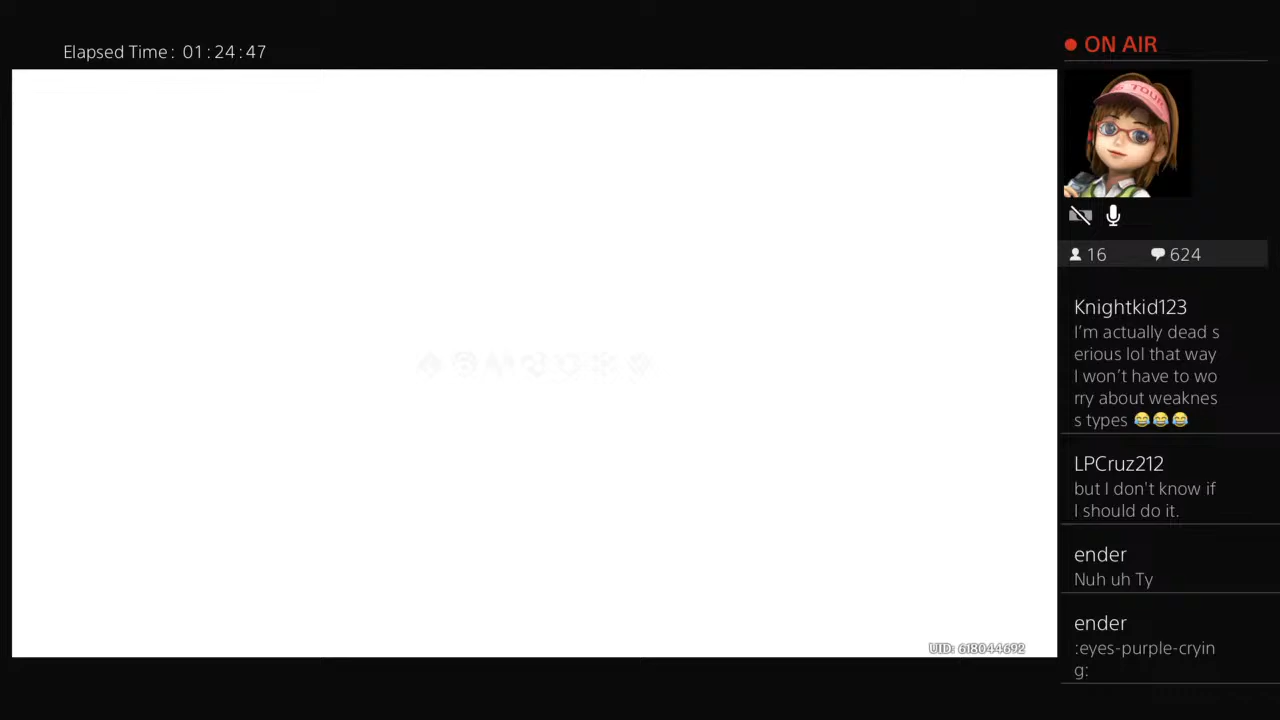 Elapsed Time: 01:24:47
ON AIR
S TOUR
16 624
Knightkid123
I'm actually dead s
erious lol that way
I won't have to wo
rry about weaknes
s types 😂😂😂
LPCruz212
but I don't know if
I should do it.
ender
Nuh uh Ty
ender
:eyes-purple-cryin
g:
UID: 618044692